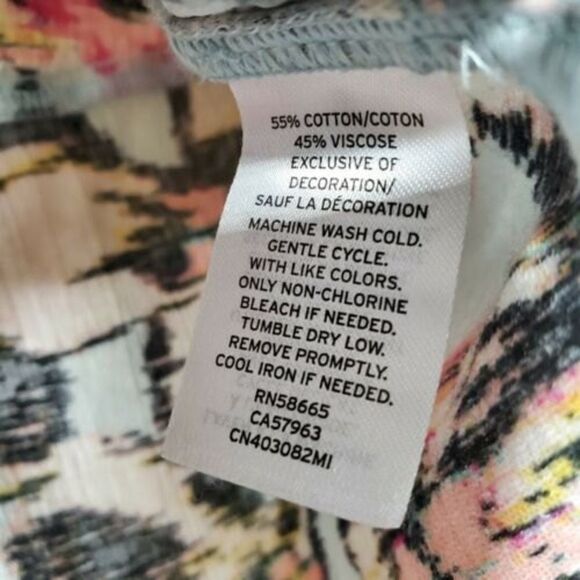 55% COTTON/COTON
45% VISCOSE
EXCLUSIVE OF
DECORATION/
SAUF LA DÉCORATION
MACHINE WASH COLD.
GENTLE CYCLE.
WITH LIKE COLORS.
ONLY NON-CHLORINE
BLEACH IF NEEDED.
TUMBLE DRY LOW.
REMOVE PROMPTLY.
COOL IRON IF NEEDED.
RN58665
CA57963
CN403082MI